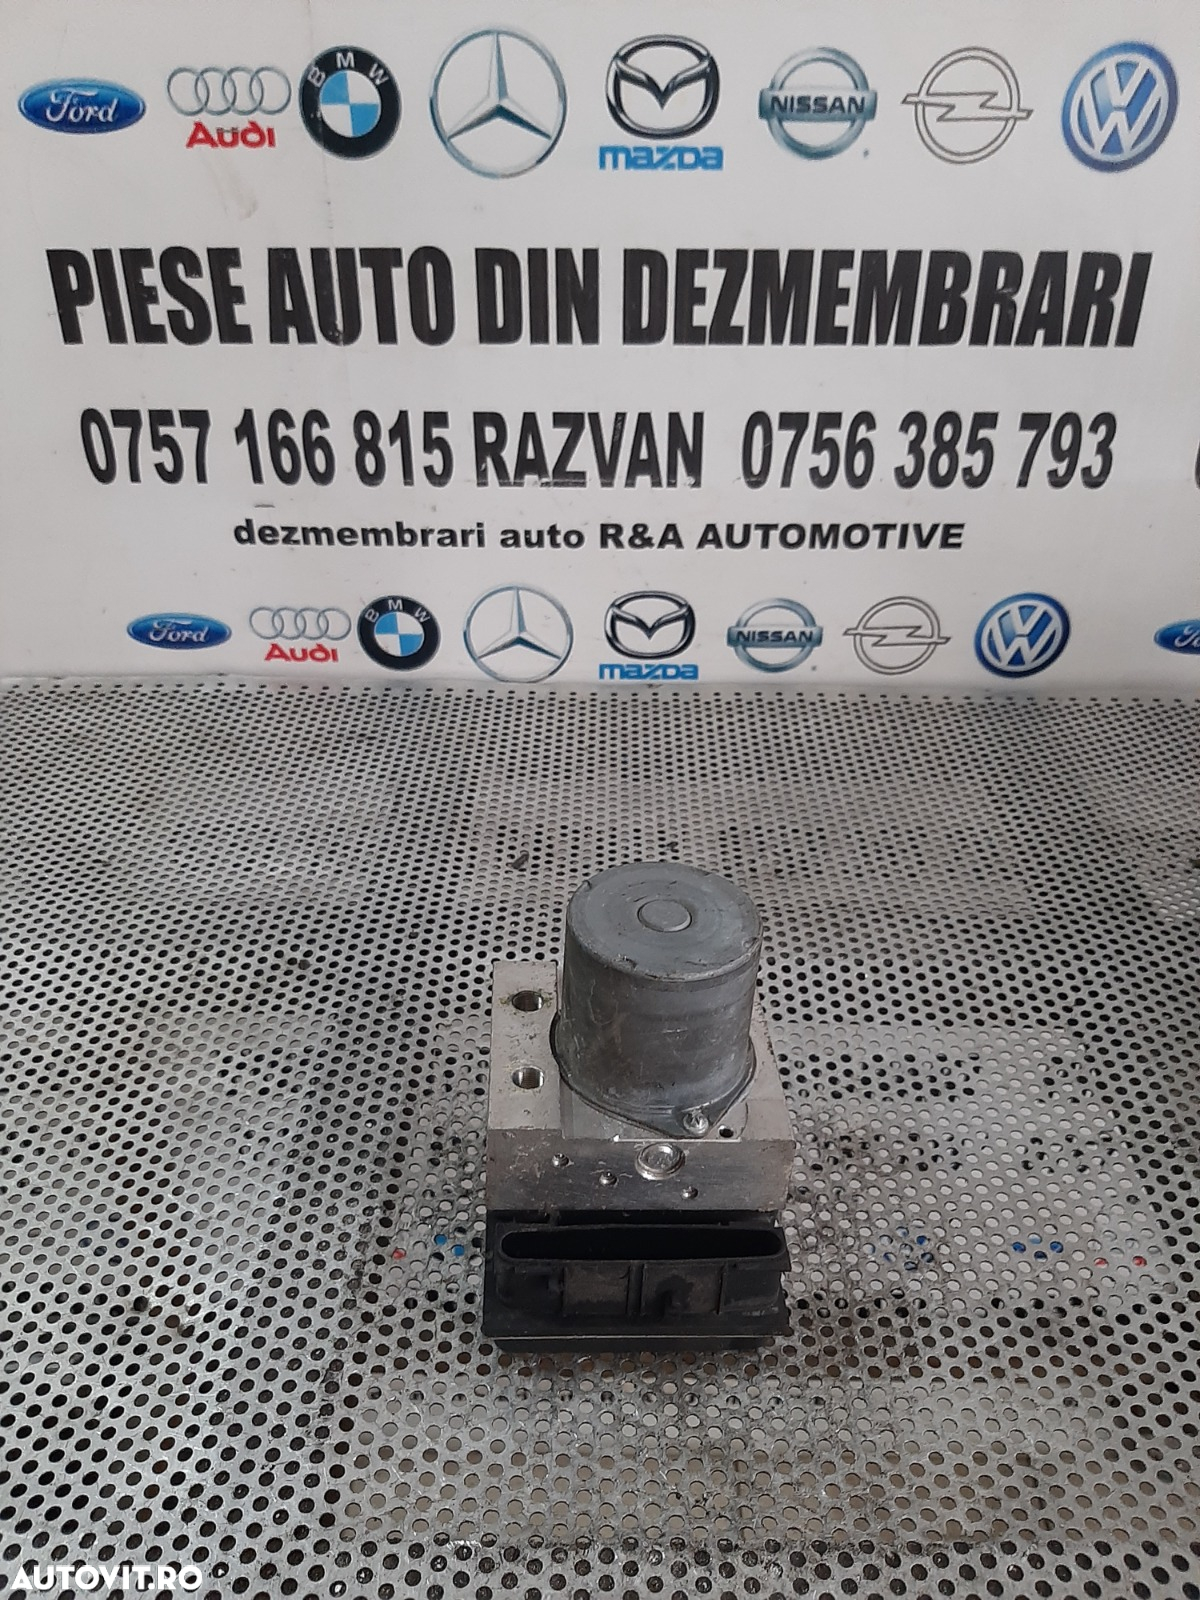 Ford
Audi
BMW
mazda
NISSAN
PIESE AUTO DIN DEZMEMBRARI
0757 166 815 RAZVAN 0756 385 793
dezmembrari auto R&A AUTOMOTIVE
Ford
Audi
BMW
mazda
NISSAN
AUTOVIT.RO